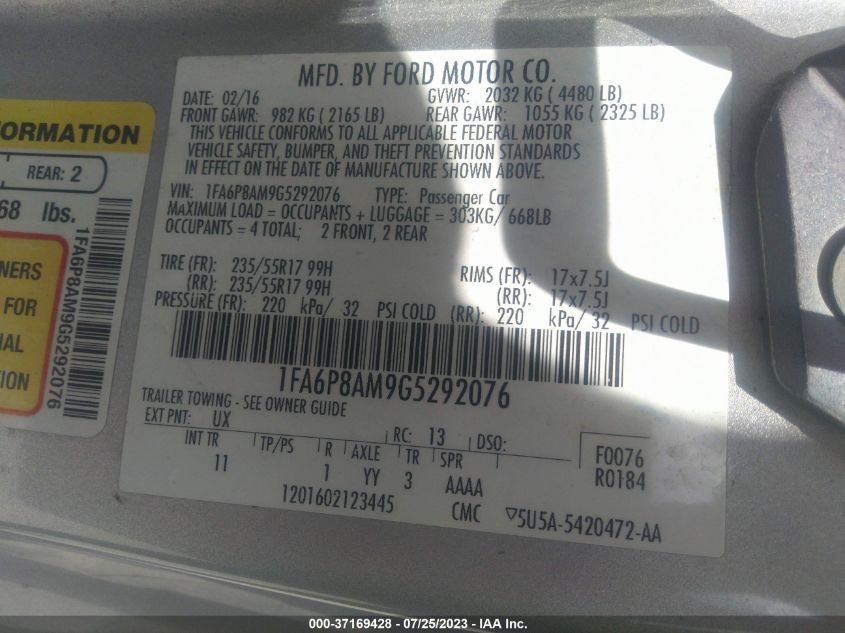 MFD. BY FORD MOTOR CO.
DATE: 02/16 GVWR: 2032 KG ( 4480 LB)
FRONT GAWR: 982 KG ( 2165 LB) REAR GAWR: 1055 KG ( 2325 LB)
THIS VEHICLE CONFORMS TO ALL APPLICABLE FEDERAL MOTOR
VEHICLE SAFETY, BUMPER, AND THEFT PREVENTION STANDARDS
IN EFFECT ON THE DATE OF MANUFACTURE SHOWN ABOVE.
VIN: 1FA6P8AM9G5292076 TYPE: Passenger Car
MAXIMUM LOAD = OCCUPANTS + LUGGAGE = 303KG/ 668LB
OCCUPANTS = 4 TOTAL; 2 FRONT, 2 REAR
TIRE (FR): 235/55R17 99H RIMS (FR): 17x7.5J
(RR): 235/55R17 99H (RR): 17x7.5J
PRESSURE (FR): 220 kPa/ 32 PSI COLD (RR): 220 kPa/ 32 PSI COLD
1FA6P8AM9G5292076
TRAILER TOWING - SEE OWNER GUIDE
EXT PNT: UX RC: 13 DSO:
INT TR TP/PS R AXLE TR SPR
11 1 YY 3 AAAA
F0076
R0184
1201602123445 CMC 5U5A-5420472-AA
FORMATION
REAR: 2
68 lbs.
1FA6P8AM9G5292076
NERS
FOR
IAL
TION
000-37169428 - 07/25/2023 - IAA Inc.